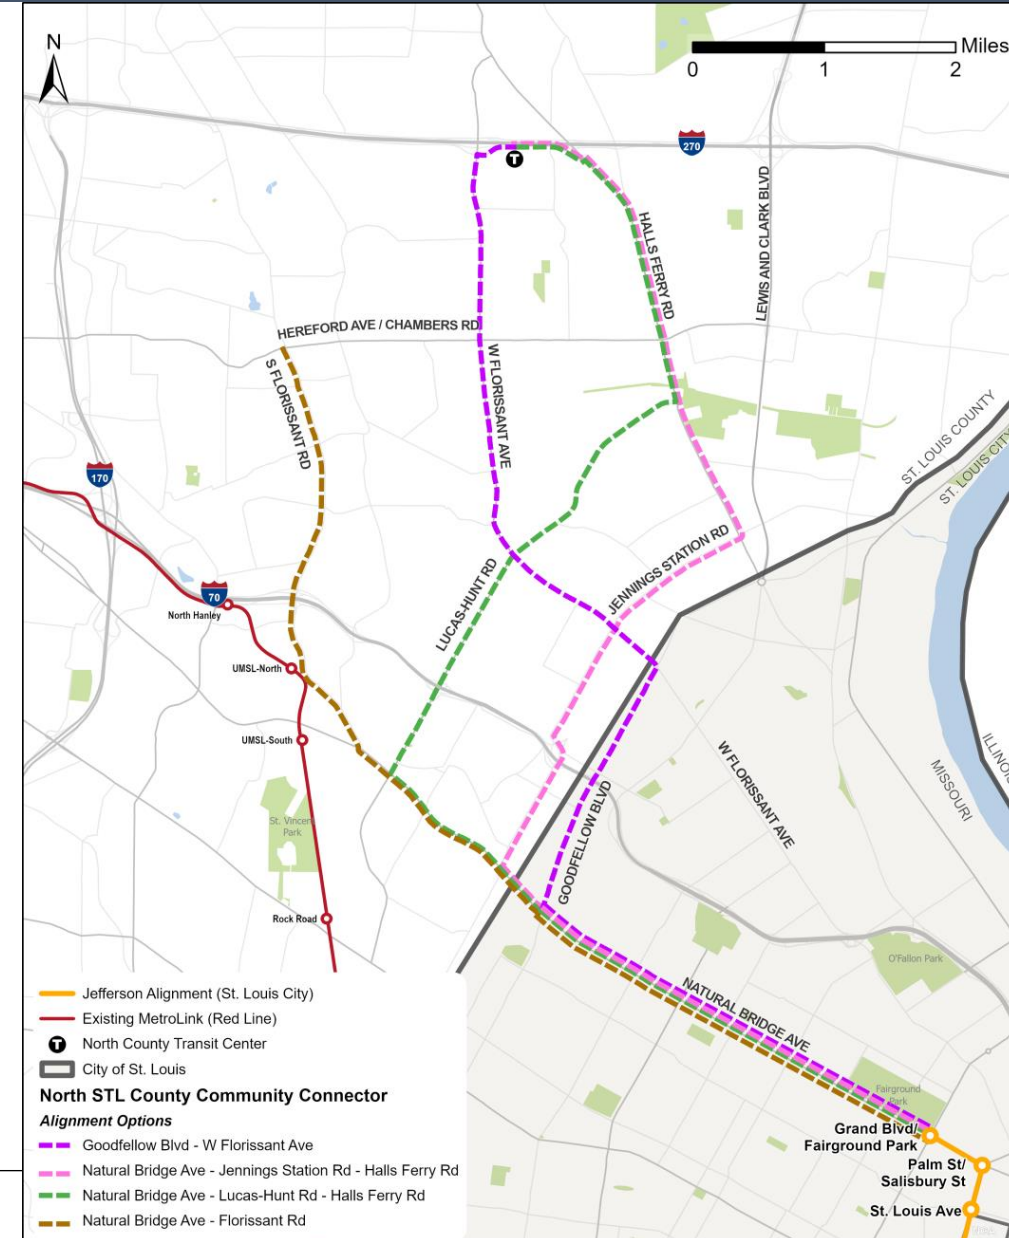 N
Miles
0 1 2
270
T
LEWIS AND CLARK BLVD
HALLS FERRY RD
HEREFORD AVE / CHAMBERS RD
S FLORISSANT RD
W FLORISSANT AVE
ST. LOUIS COUNTY
ST. LOUIS CITY
170
JENNINGS STATION RD
LUCAS-HUNT RD
70
North Hanley
UMSL-North
UMSL-South
W FLORISSANT AVE
MISSOURI
GOODFELLOW BLVD
St. Vincent
Park
Rock Road
O'Fallon Park
NATURAL BRIDGE AVE
Fairground
Park
Grand Blvd/
Fairground Park
Palm St/
Salisbury St
St. Louis Ave
Jefferson Alignment (St. Louis City)
Existing MetroLink (Red Line)
T North County Transit Center
City of St. Louis
North STL County Community Connector
Alignment Options
Goodfellow Blvd - W Florissant Ave
Natural Bridge Ave - Jennings Station Rd - Halls Ferry Rd
Natural Bridge Ave - Lucas-Hunt Rd - Halls Ferry Rd
Natural Bridge Ave - Florissant Rd